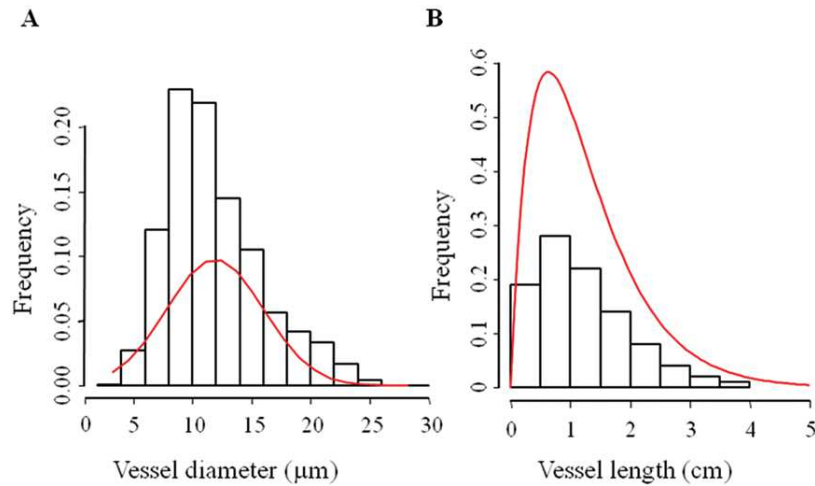 A
B
Frequency
0.20
0.15
0.10
0.05
0.00
0 5 10 15 20 25 30
Vessel diameter (μm)
Frequency
0.6
0.5
0.4
0.3
0.2
0.1
0
0 1 2 3 4 5
Vessel length (cm)